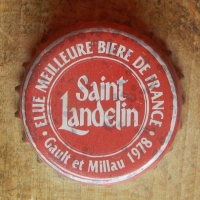 ELUE MEILLEURE BIERE DE FRANCE
Saint
Landelin
• Gault et Millau 1978 •